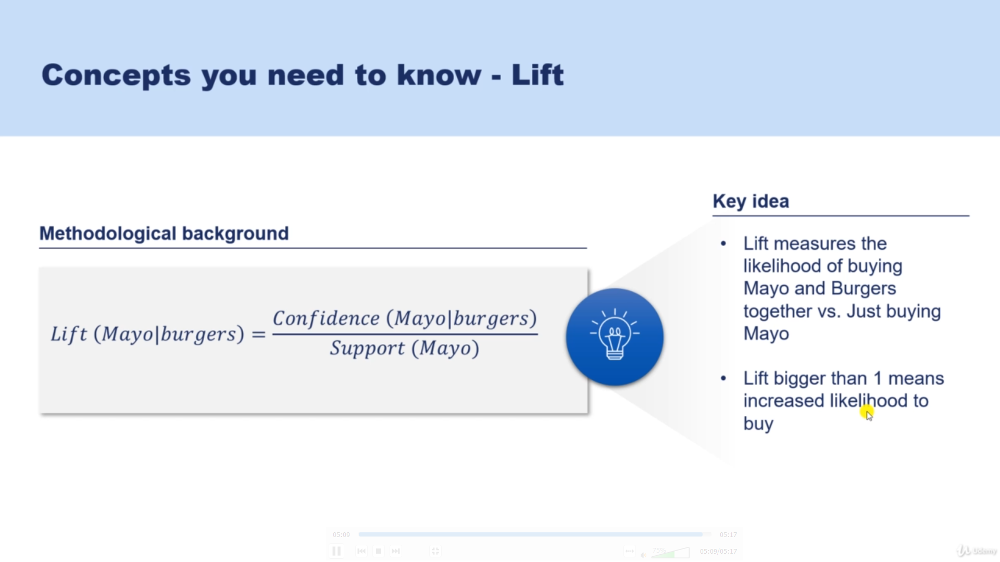 Concepts you need to know - Lift
Methodological background
Lift (Mayo|burgers) = Confidence (Mayo|burgers) / Support (Mayo)
Key idea
• Lift measures the
likelihood of buying
Mayo and Burgers
together vs. Just buying
Mayo
• Lift bigger than 1 means
increased likelihood to
buy
05:09
05:17
75%
05:09/05:17
Udemy